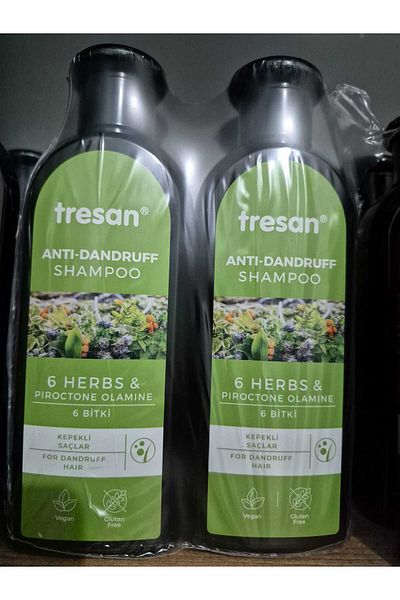 tresan®
ANTI-DANDRUFF
SHAMPOO
6 HERBS &
PIROCTONE OLAMINE
6 BİTKİ
KEPEKLİ
SAÇLAR
FOR DANDRUFF
HAIR
Vegan
Gluten
Free
tresan®
ANTI-DANDRUFF
SHAMPOO
6 HERBS &
PIROCTONE OLAMINE
6 BİTKİ
KEPEKLİ
SAÇLAR
FOR DANDRUFF
HAIR
Vegan
Gluten
Free